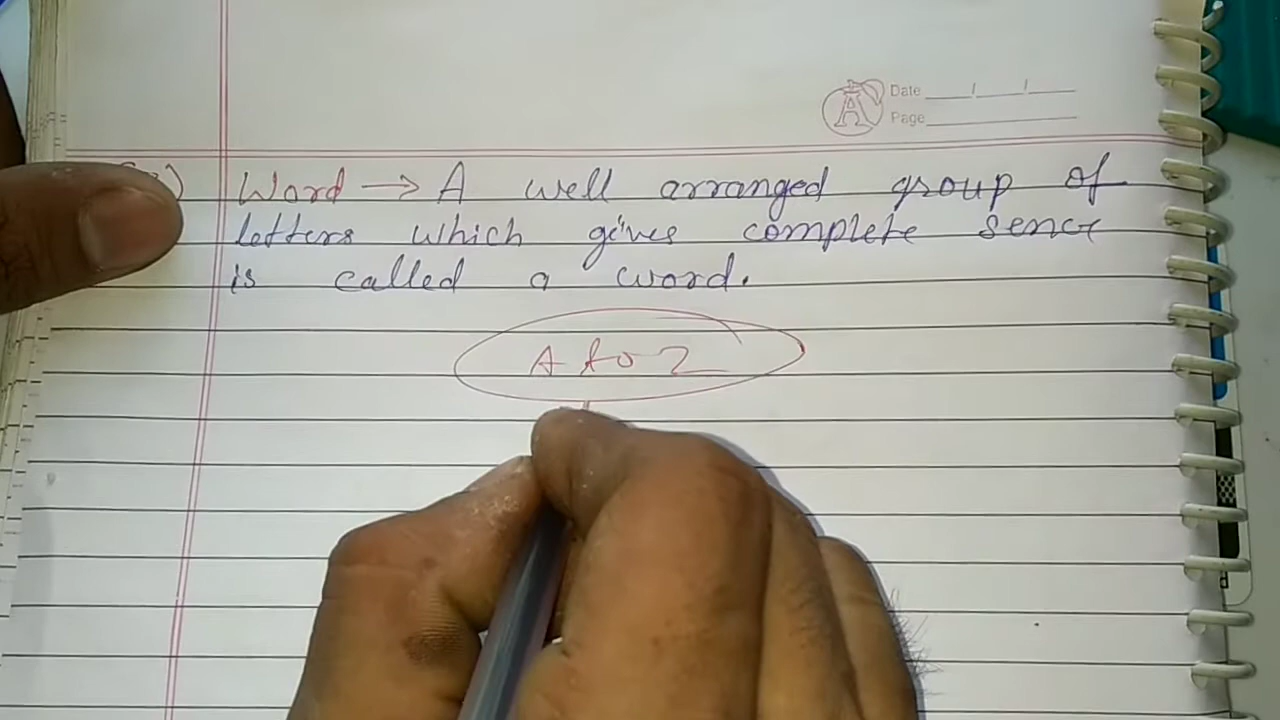 Date
Page
Word → A well arranged group of
letters which gives complete sence
is called a word.
A to Z